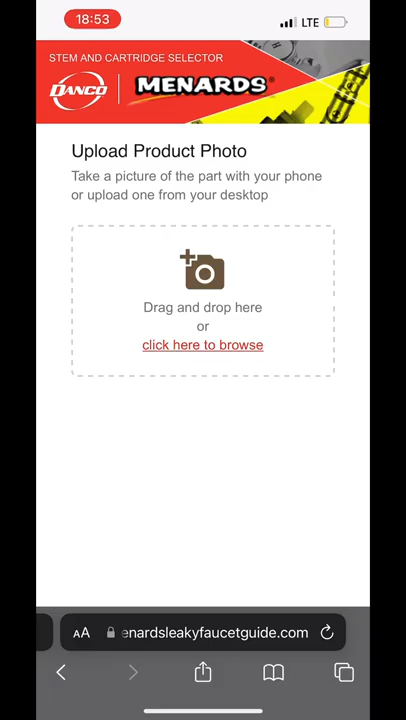 18:53
LTE
STEM AND CARTRIDGE SELECTOR
DANCO
MENARDS®
Upload Product Photo
Take a picture of the part with your phone
or upload one from your desktop
Drag and drop here
or
click here to browse
AA
enardsleakyfaucetguide.com